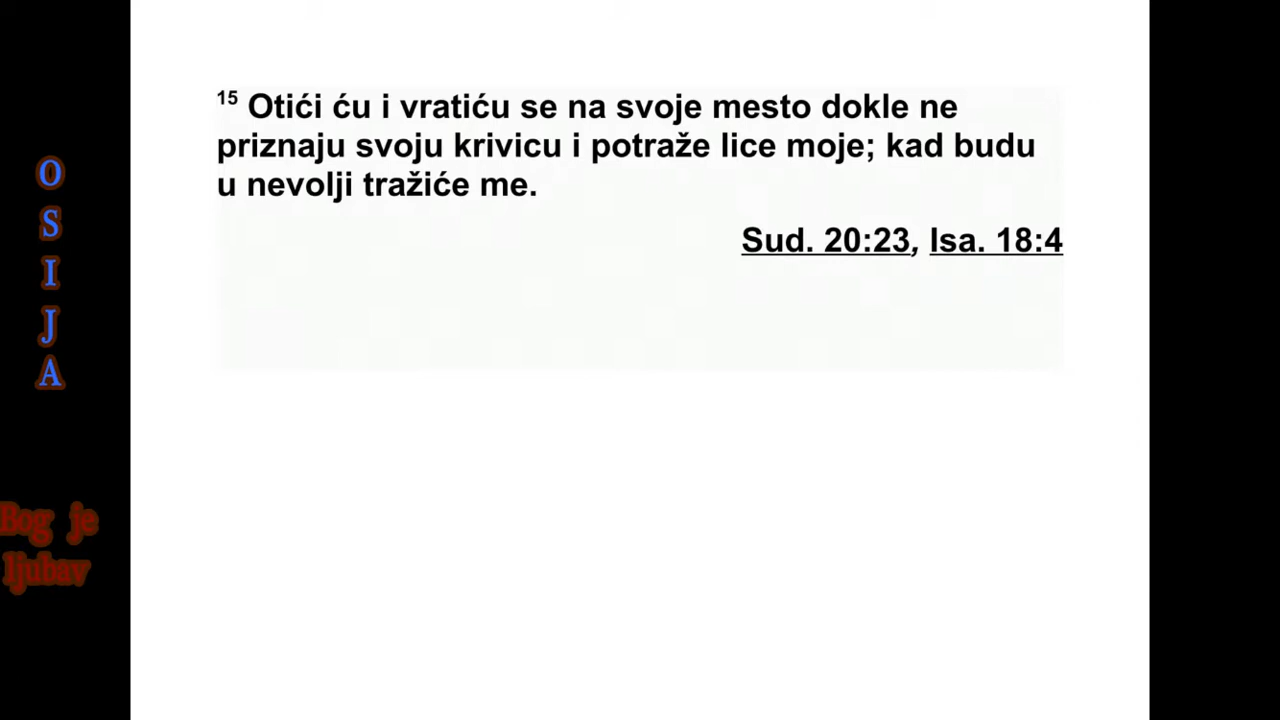 O
S
I
J
A
Bog je
ljubav
15 Otići ću i vratiću se na svoje mesto dokle ne
priznaju svoju krivicu i potraže lice moje; kad budu
u nevolji tražiće me.
Sud. 20:23, Isa. 18:4